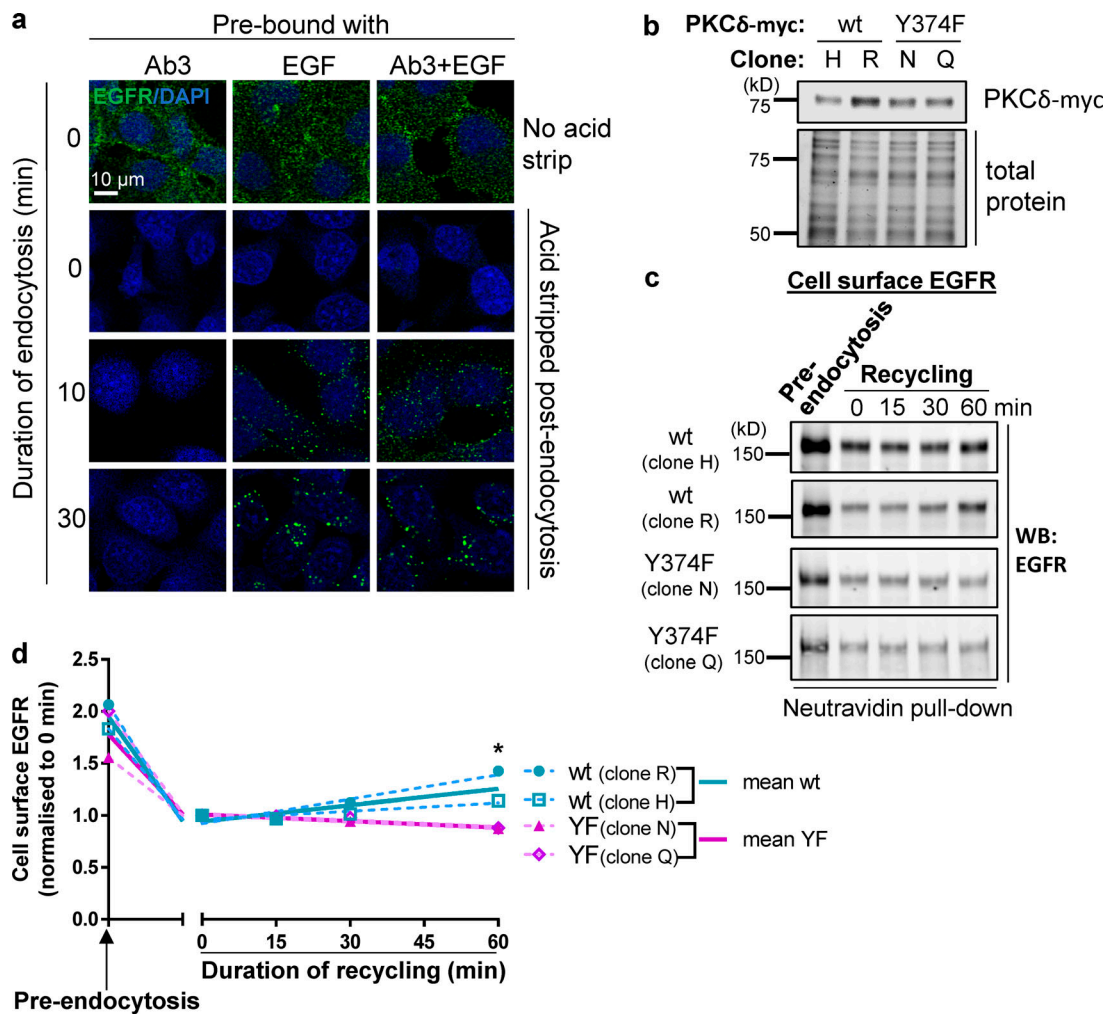 a
Pre-bound with
Ab3 EGF Ab3+EGF
EGFR/DAPI
10 µm
Duration of endocytosis (min)
0
0
10
30
No acid
strip
Acid stripped post-endocytosis
b
PKCδ-myc: wt Y374F
Clone: H R N Q
(kD)
75
PKCδ-myc
75
50
total
protein
c
Cell surface EGFR
Pre-
endocytosis
Recycling
0 15 30 60 min
(kD)
wt
(clone H)
150
wt
(clone R)
150
Y374F
(clone N)
150
Y374F
(clone Q)
150
WB:
EGFR
Neutravidin pull-down
d
Cell surface EGFR
(normalised to 0 min)
2.5
2.0
1.5
1.0
0.5
0.0
*
0 15 30 45 60
Duration of recycling (min)
Pre-endocytosis
wt (clone R)
wt (clone H)
YF (clone N)
YF (clone Q)
mean wt
mean YF